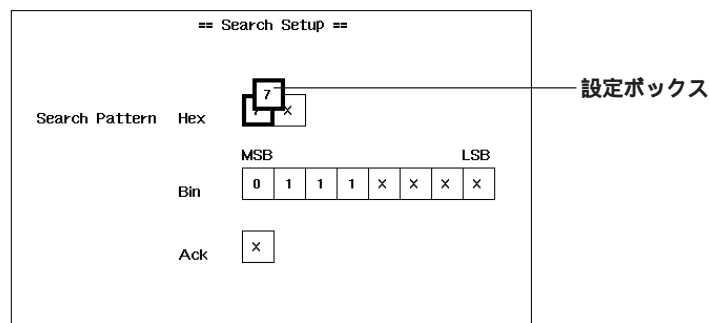 == Search Setup ==
7
設定ボックス
Search Pattern Hex 7 X
MSB LSB
Bin 0 1 1 1 X X X X
Ack X